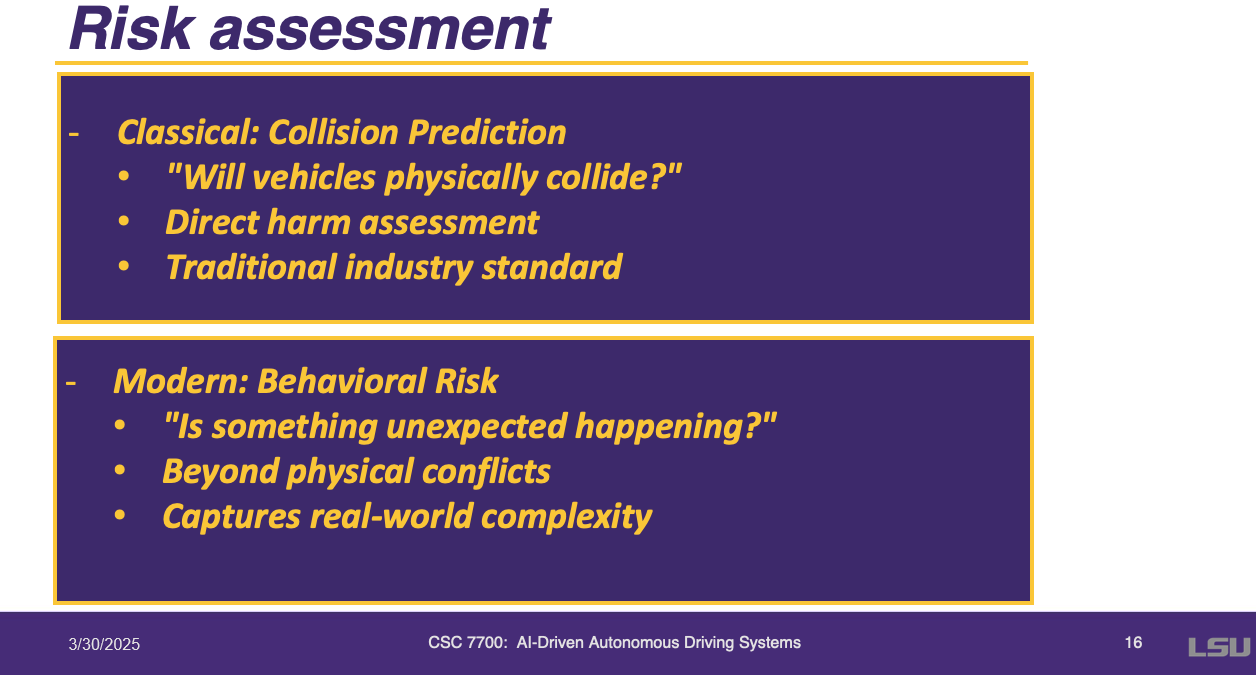 Risk assessment
- Classical: Collision Prediction
• "Will vehicles physically collide?"
• Direct harm assessment
• Traditional industry standard
- Modern: Behavioral Risk
• "Is something unexpected happening?"
• Beyond physical conflicts
• Captures real-world complexity
3/30/2025
CSC 7700: AI-Driven Autonomous Driving Systems
16
LSU